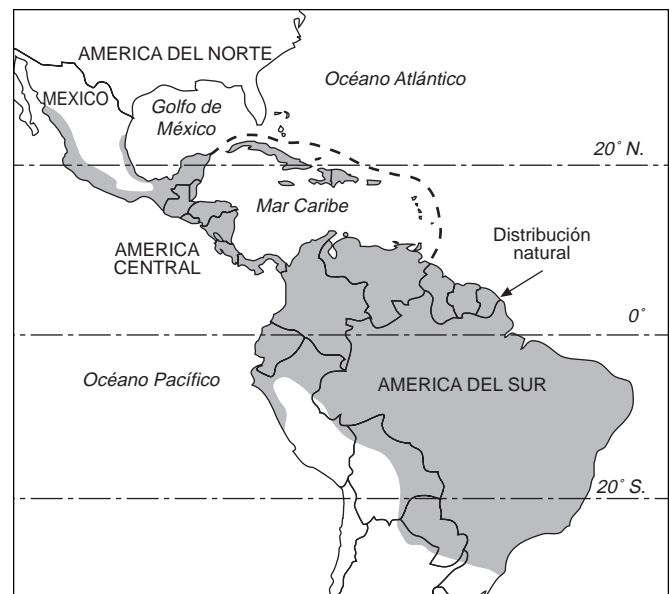 AMERICA DEL NORTE
Océano Atlántico
MEXICO
Golfo de
México
20° N.
Mar Caribe
Distribución
natural
AMERICA
CENTRAL
0°
Océano Pacífico
AMERICA DEL SUR
20° S.